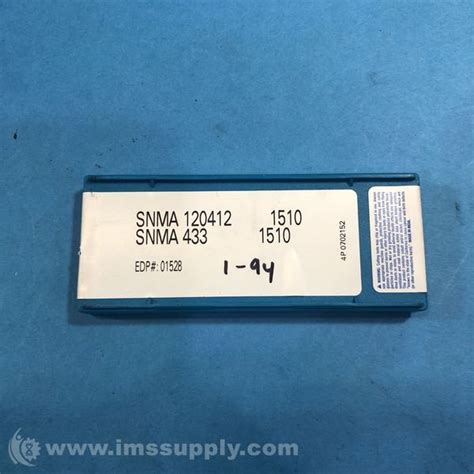 SNMA 120412 1510
SNMA 433 1510
EDP#: 01528
1-94
4P 0702152
www.imssupply.com